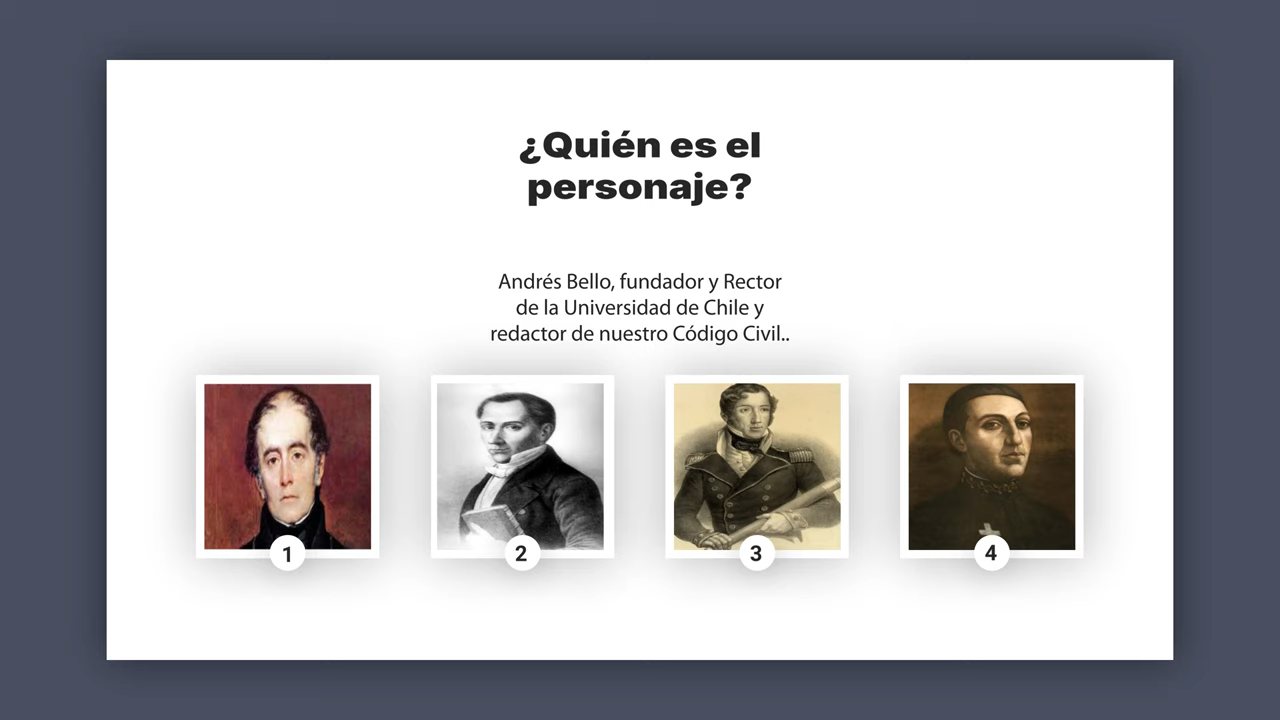 ¿Quién es el
personaje?
Andrés Bello, fundador y Rector
de la Universidad de Chile y
redactor de nuestro Código Civil..
1
2
3
4